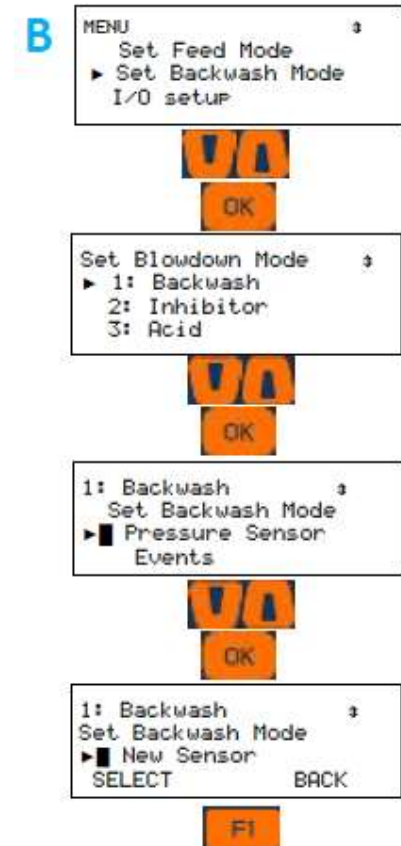 B
MENU
Set Feed Mode
► Set Backwash Mode
I/O setup
OK
Set Blowdown Mode
► 1: Backwash
2: Inhibitor
3: Acid
OK
1: Backwash
Set Backwash Mode
►█ Pressure Sensor
Events
OK
1: Backwash
Set Backwash Mode
►█ New Sensor
SELECT BACK
F1